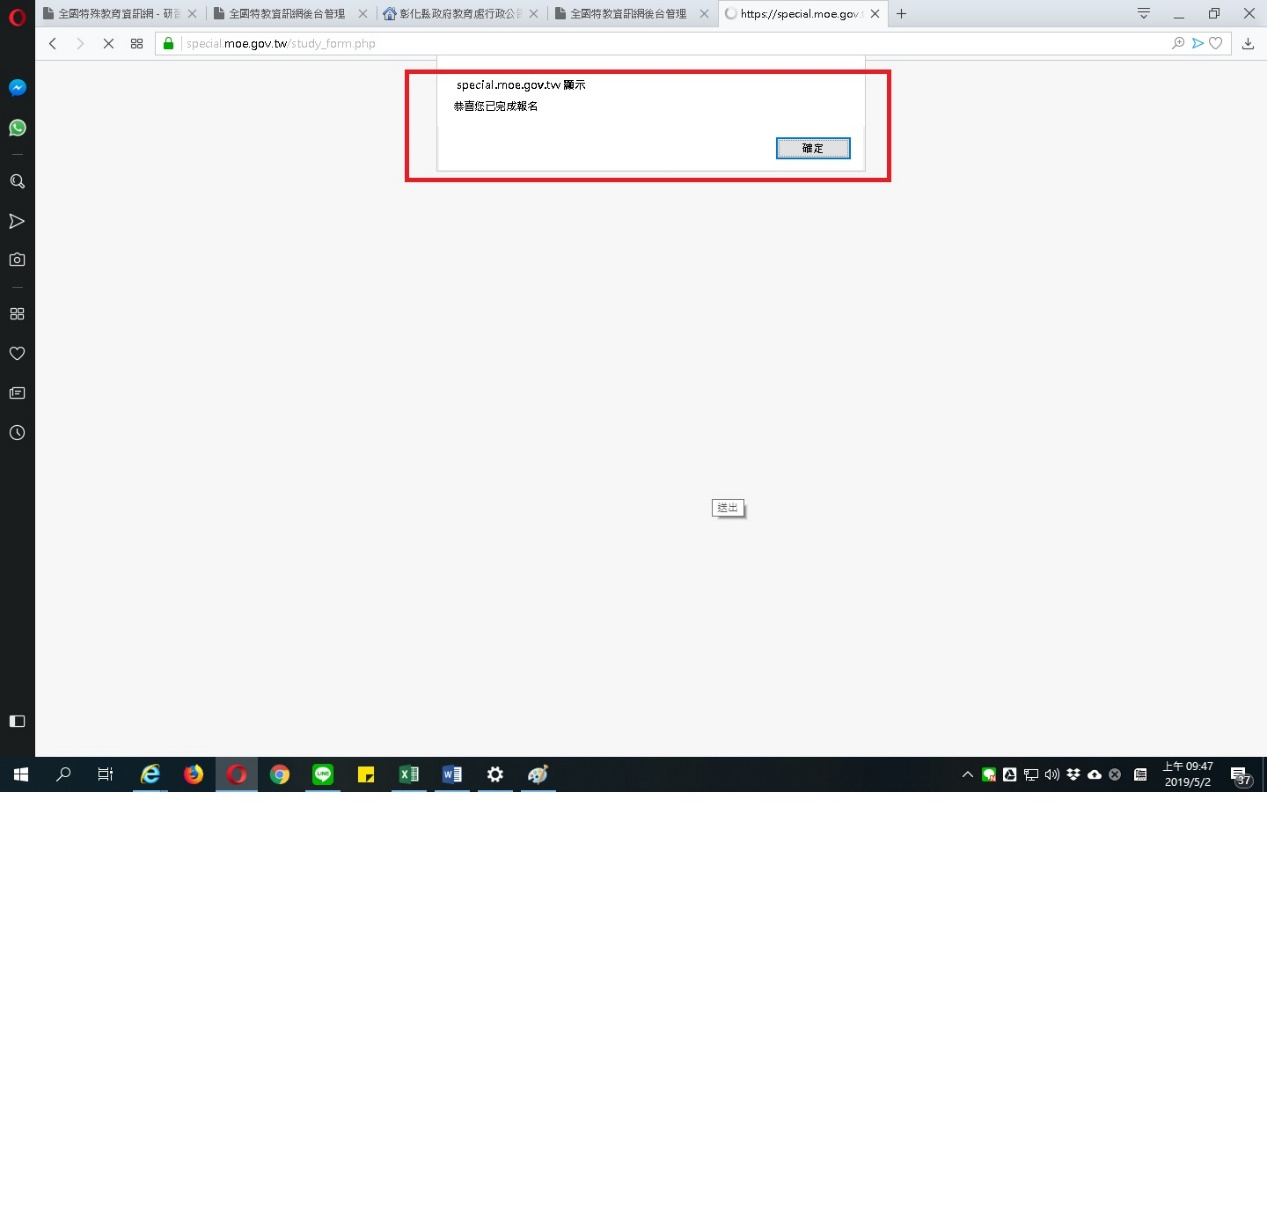 全國特殊教育資訊網 - 研習
全國特教資訊網後台管理
彰化縣政府教育處行政公告
全國特教資訊網後台管理
https://special.moe.gov.t
special.moe.gov.tw/study_form.php
special.moe.gov.tw 顯示
恭喜您已完成報名
確定
送出
上午 09:47
2019/5/2
37